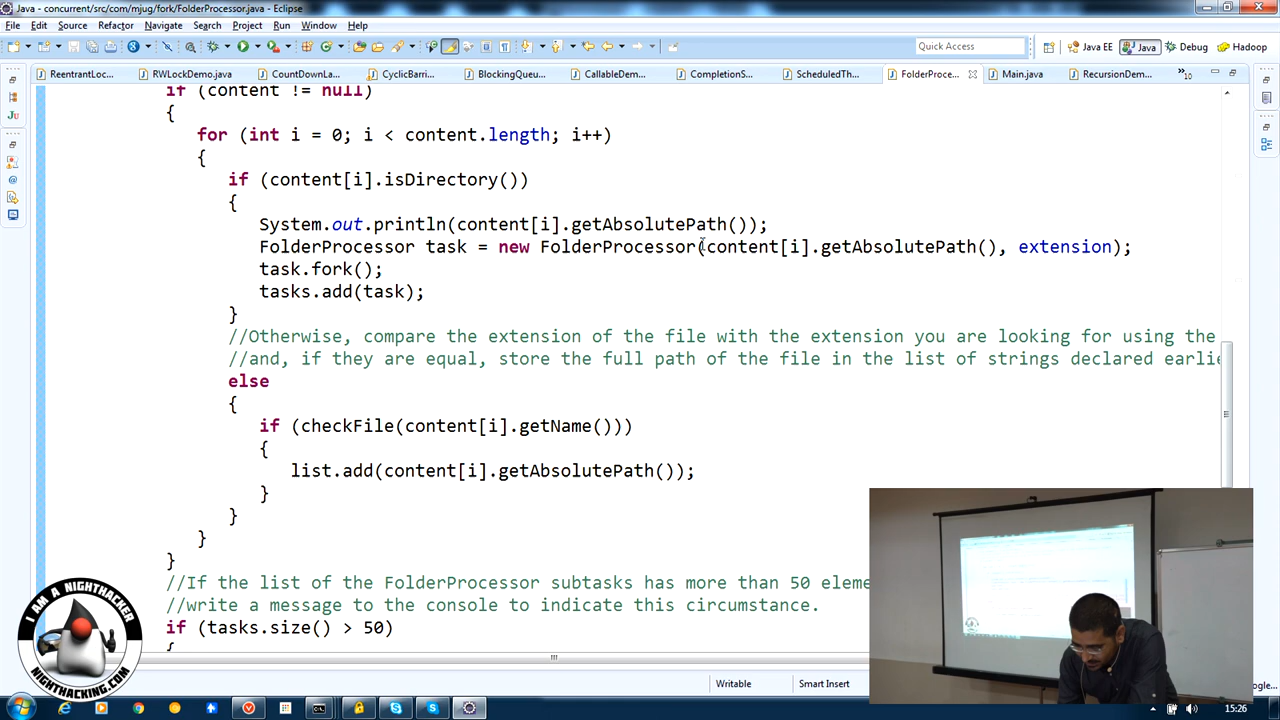 Java - concurrent/src/com/mjug/fork/FolderProcessor.java - Eclipse
File Edit Source Refactor Navigate Search Project Run Window Help
Quick Access Java EE Java Debug Hadoop
ReentrantLoc... RWLockDemo.java CountDownLa... CyclicBarri... BlockingQueu... CallableDem... CompletionS... ScheduledTh... FolderProce... Main.java RecursionDem... »10
if (content != null)
{
for (int i = 0; i < content.length; i++)
{
if (content[i].isDirectory())
{
System.out.println(content[i].getAbsolutePath());
FolderProcessor task = new FolderProcessor(content[i].getAbsolutePath(), extension);
task.fork();
tasks.add(task);
}
//Otherwise, compare the extension of the file with the extension you are looking for using the
//and, if they are equal, store the full path of the file in the list of strings declared earlie
else
{
if (checkFile(content[i].getName()))
{
list.add(content[i].getAbsolutePath());
}
}
}
}
//If the list of the FolderProcessor subtasks has more than 50 eleme
//write a message to the console to indicate this circumstance.
if (tasks.size() > 50)
{
Writable Smart Insert
15:26
I AM A NIGHTHACKER
NIGHTHACKING.COM